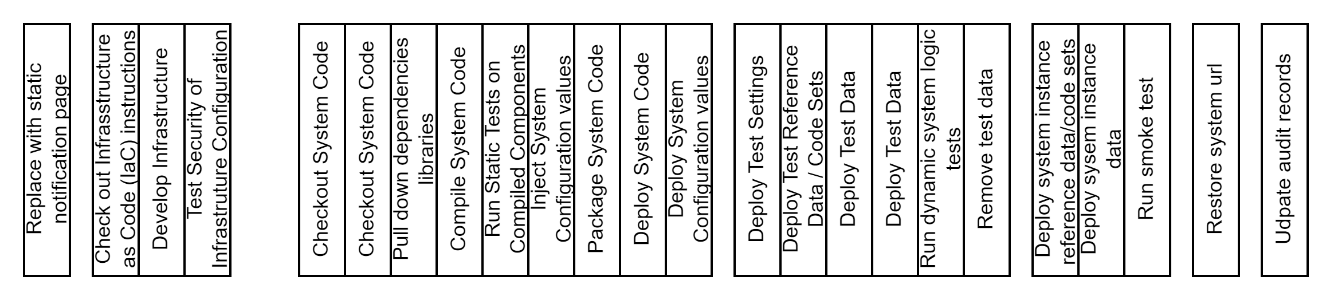 Replace with static
notification page
Check out Infrasstructure
as Code (IaC) instructions
Develop Infrastructure
Test Security of
Infrastruture Configuration
Checkout System Code
Checkout System Code
Pull down dependencies
libraries
Compile System Code
Run Static Tests on
Compiled Components
Inject System
Configuration values
Package System Code
Deploy System Code
Deploy System
Configuration values
Deploy Test Settings
Deploy Test Reference
Data / Code Sets
Deploy Test Data
Deploy Test Data
Run dynamic system logic
tests
Remove test data
Deploy system instance
reference data/code sets
Deploy sysem instance
data
Run smoke test
Restore system url
Udpate audit records